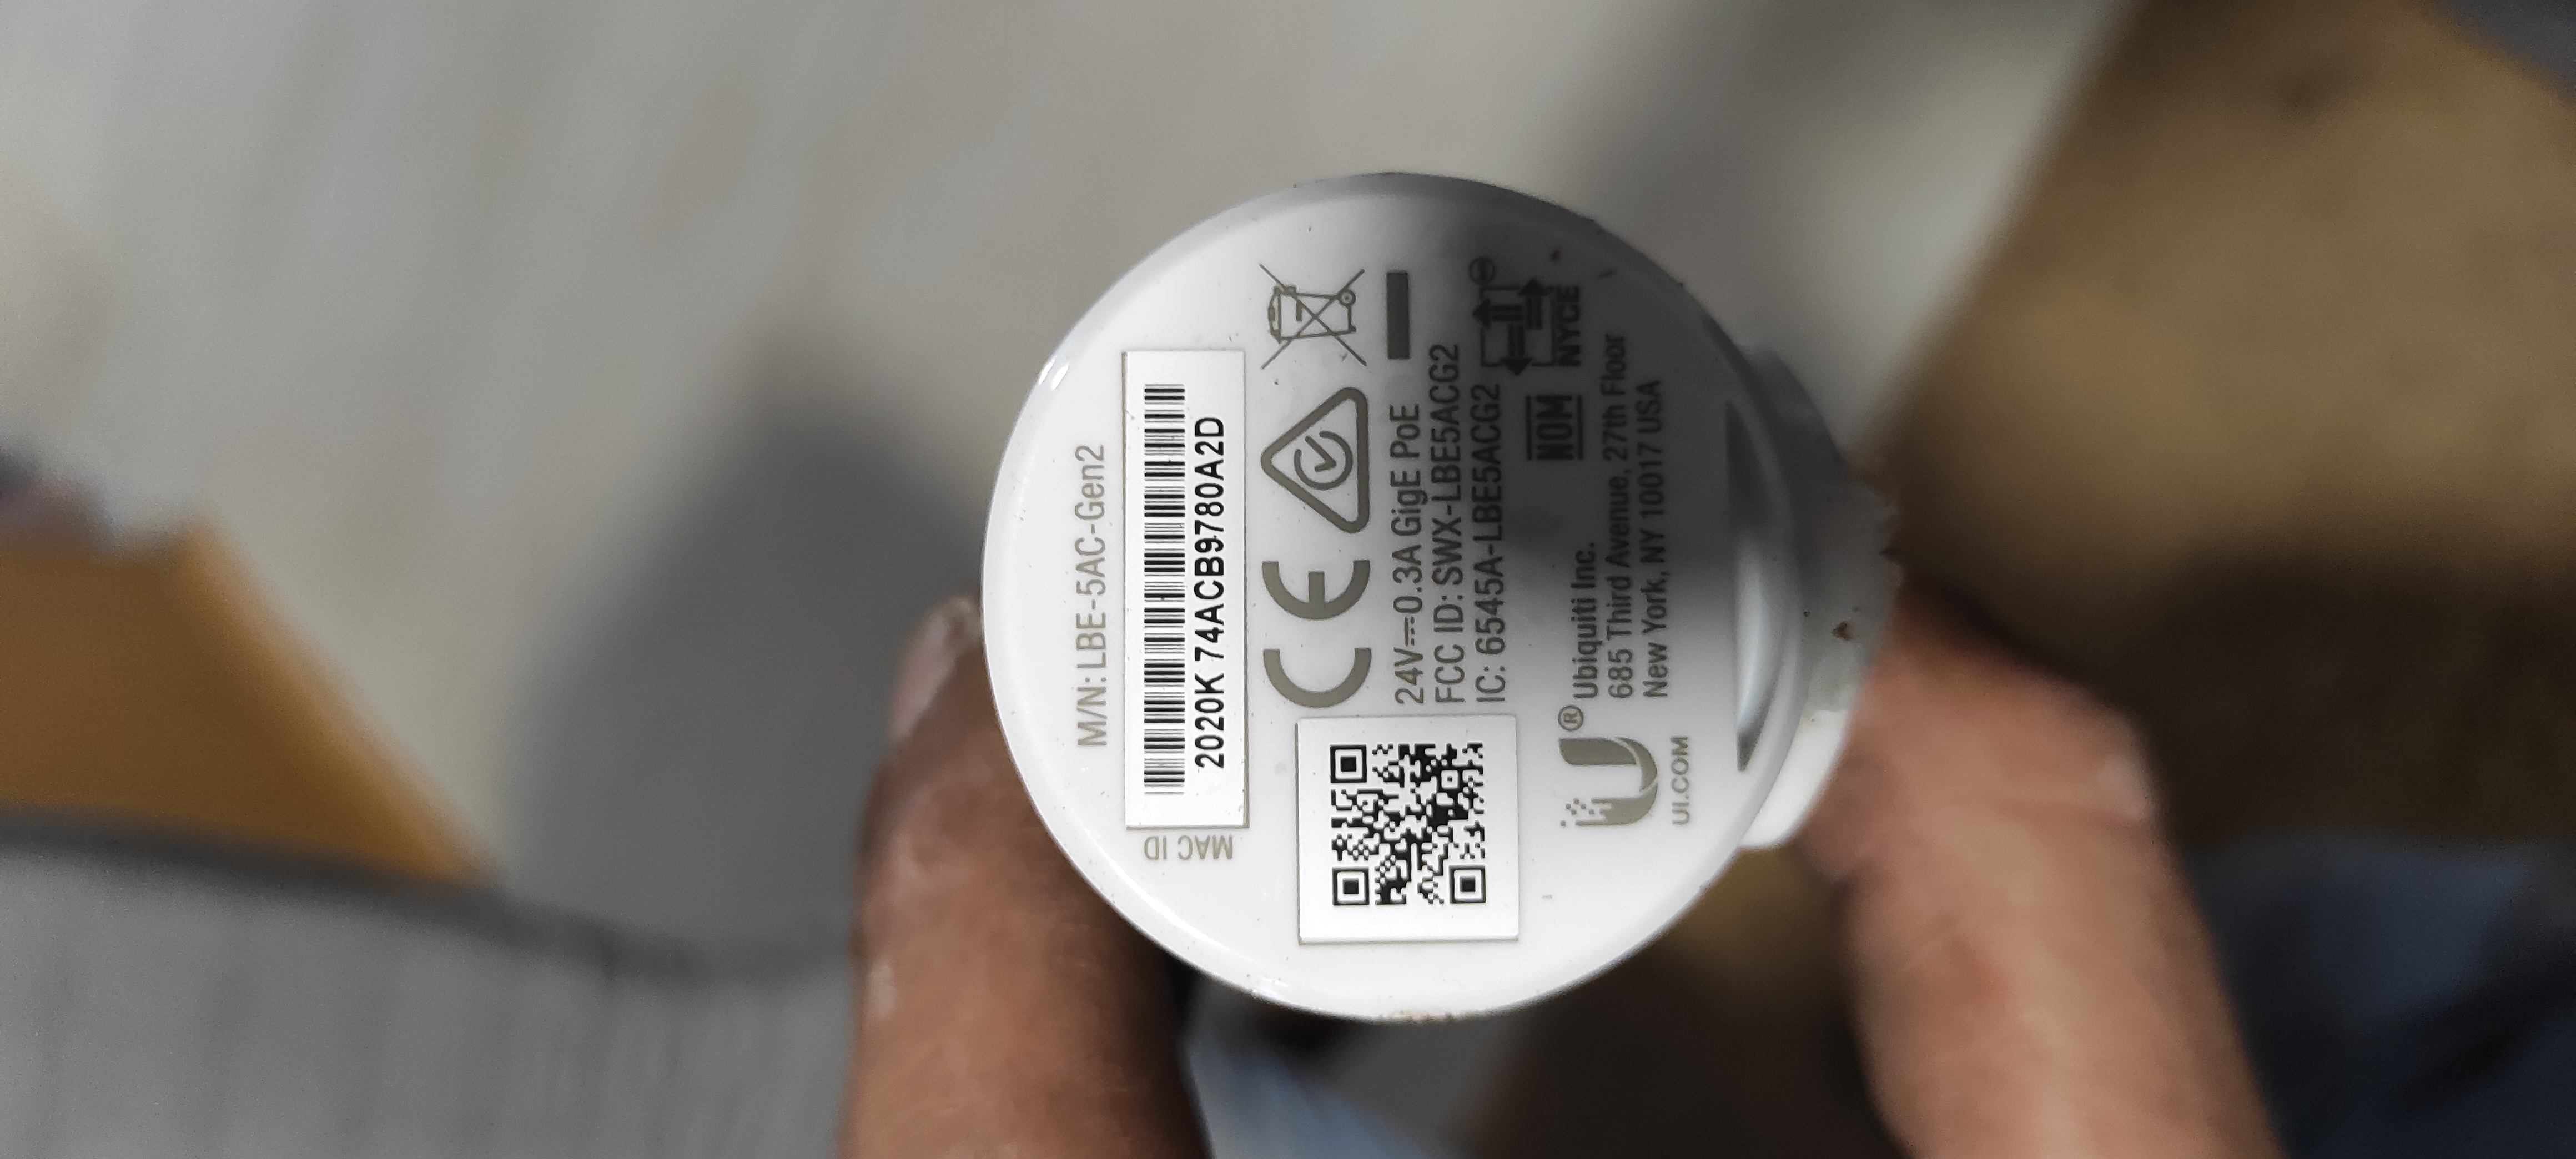 M/N: LBE-5AC-Gen2
MAC ID
2020K 74ACB9780A2D
CE
24V⎓0.3A GigE PoE
FCC ID: SWX-LBE5ACG2
IC: 6545A-LBE5ACG2
NOM
NYCE
U®
Ubiquiti Inc.
685 Third Avenue, 27th Floor
New York, NY 10017 USA
UI.COM